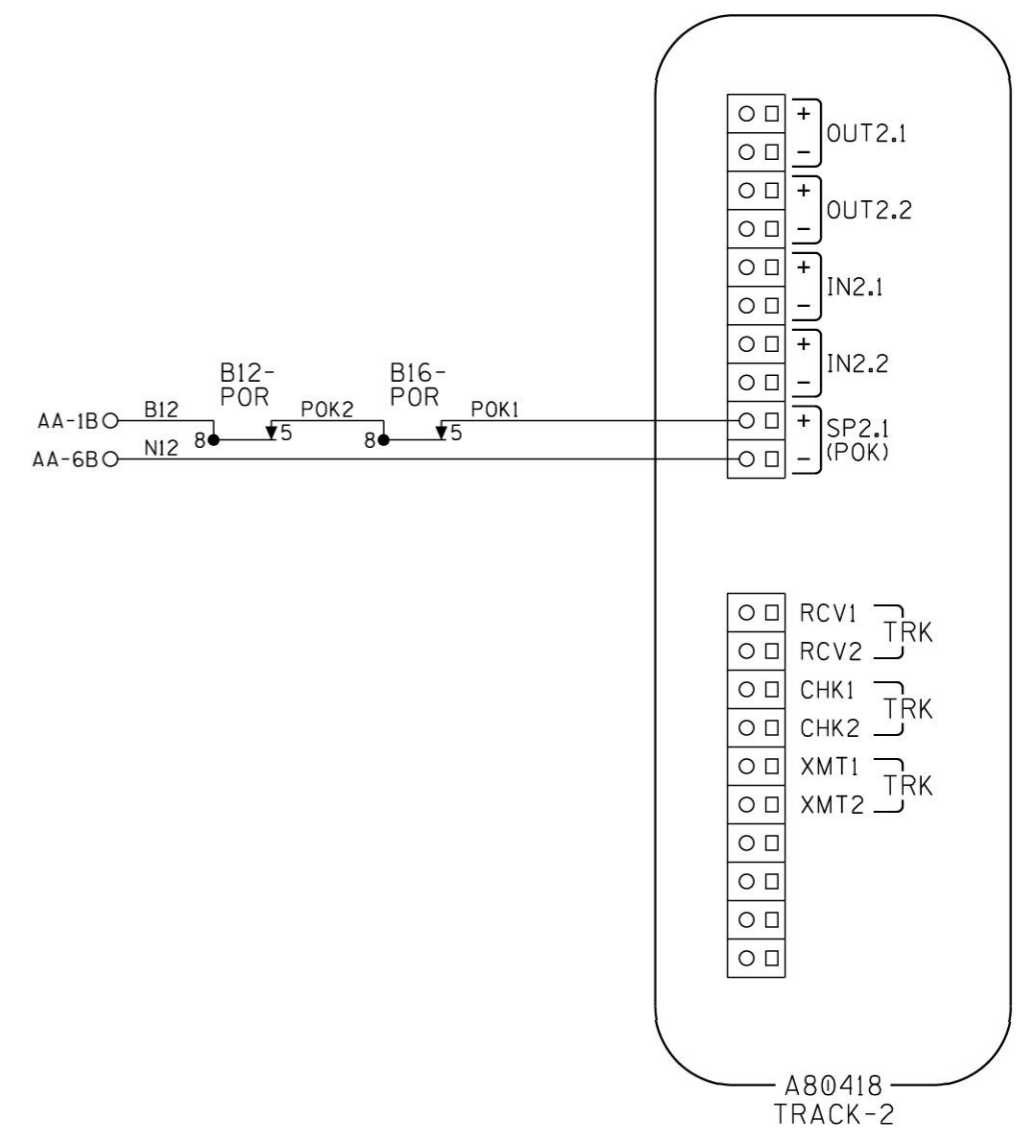 +
OUT2.1
-
+
OUT2.2
-
+
IN2.1
-
+
IN2.2
-
B12-
POR
B16-
POR
AA-1B B12 8 5 POK2 8 5 POK1 +
SP2.1
(POK)
AA-6B N12 -
RCV1
TRK
RCV2
CHK1
TRK
CHK2
XMT1
TRK
XMT2
A80418
TRACK-2